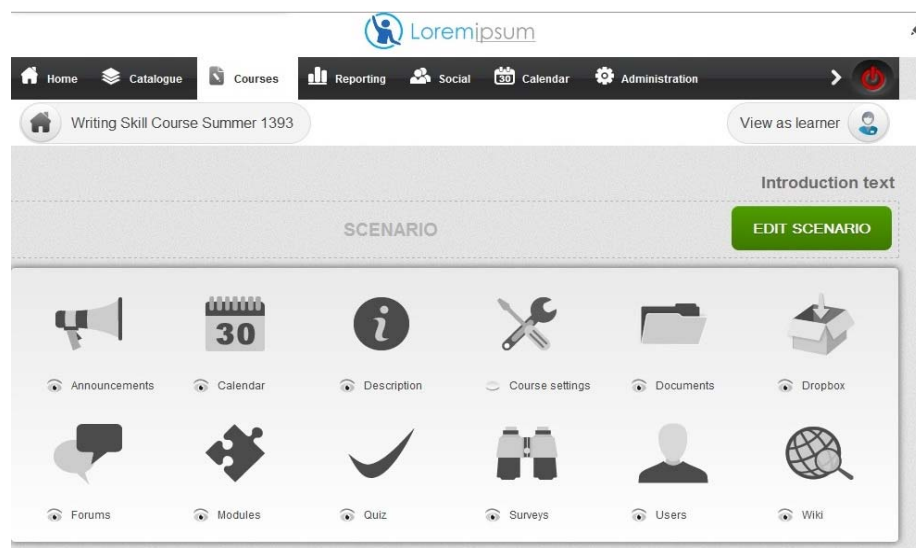 Loremipsum
Home Catalogue Courses Reporting Social 30 Calendar Administration
Writing Skill Course Summer 1393 View as learner
Introduction text
SCENARIO EDIT SCENARIO
30 i
Announcements Calendar Description Course settings Documents Dropbox
Forums Modules Quiz Surveys Users Wiki